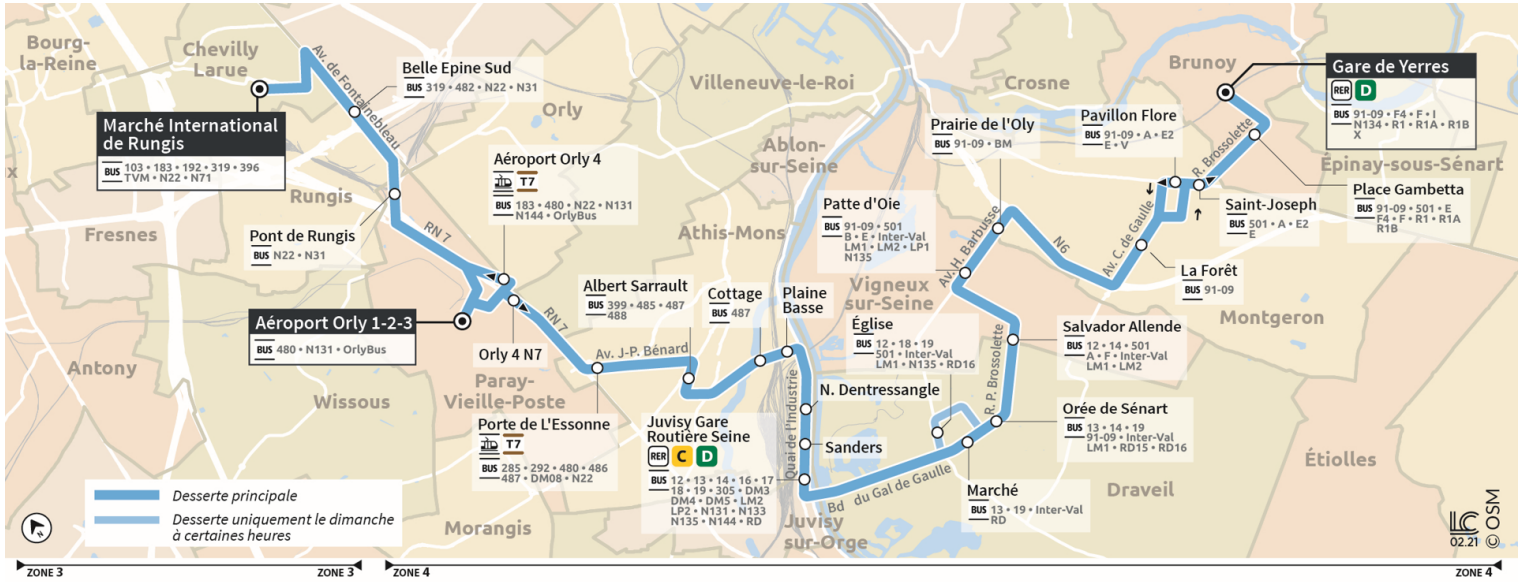 Bourg-
la-Reine
Chevilly
Larue
Av. de Fontainebleau
Belle Epine Sud
BUS 319 • 482 • N22 • N31
Orly
Villeneuve-le-Roi
Crosne
Brunoy
Gare de Yerres
RER D
BUS 91-09 • F4 • F • I
N134 • R1 • R1A • R1B
X
Marché International
de Rungis
BUS 103 • 183 • 192 • 319 • 396
TVM • N22 • N71
x
Aéroport Orly 4
T7
BUS 183 • 480 • N22 • N131
N144 • OrlyBus
Ablon-
sur-Seine
Prairie de l'Oly
BUS 91-09 • BM
Pavillon Flore
BUS 91-09 • A • E2
E • V
R. Brossolette
Épinay-sous-Sénart
Place Gambetta
BUS 91-09 • 501 • E
F4 • F • R1 • R1A
R1B
Saint-Joseph
BUS 501 • A • E2
E
Rungis
Fresnes
Pont de Rungis
BUS N22 • N31
RN 7
Athis-Mons
Patte d'Oie
BUS 91-09 • 501
B • E • Inter-Val
LM1 • LM2 • LP1
N135
Av. H. Barbusse
N6
Av. C. de Gaulle
La Forêt
BUS 91-09
Albert Sarrault
BUS 399 • 485 • 487
488
Cottage
BUS 487
Plaine
Basse
Vigneux
sur-Seine
Montgeron
Aéroport Orly 1-2-3
BUS 480 • N131 • OrlyBus
RN 7
Orly 4 N7
Av. J-P. Bénard
Église
BUS 12 • 18 • 19
501 • Inter-Val
LM1 • N135 • RD16
R. P. Brossolette
Salvador Allende
BUS 12 • 14 • 501
A • F • Inter-Val
LM1 • LM2
Antony
Wissous
Paray-
Vieille-Poste
Quai de l'Industrie
N. Dentressangle
Sanders
Orée de Sénart
BUS 13 • 14 • 19
91-09 • Inter-Val
LM1 • RD15 • RD16
Porte de L'Essonne
T7
BUS 285 • 292 • 480 • 486
487 • DM08 • N22
Juvisy Gare
Routière Seine
RER C D
BUS 12 • 13 • 14 • 16 • 17
18 • 19 • 305 • DM3
DM4 • DM5 • LM2
LP2 • N131 • N133
N135 • N144 • RD
Bd du Gal de Gaulle
Marché
BUS 13 • 19 • Inter-Val
RD
Draveil
Étiolles
Morangis
Juvisy
sur-Orge
Desserte principale
Desserte uniquement le dimanche
à certaines heures
N
LC
02.21
© OSM
ZONE 3
ZONE 3
ZONE 4
ZONE 4